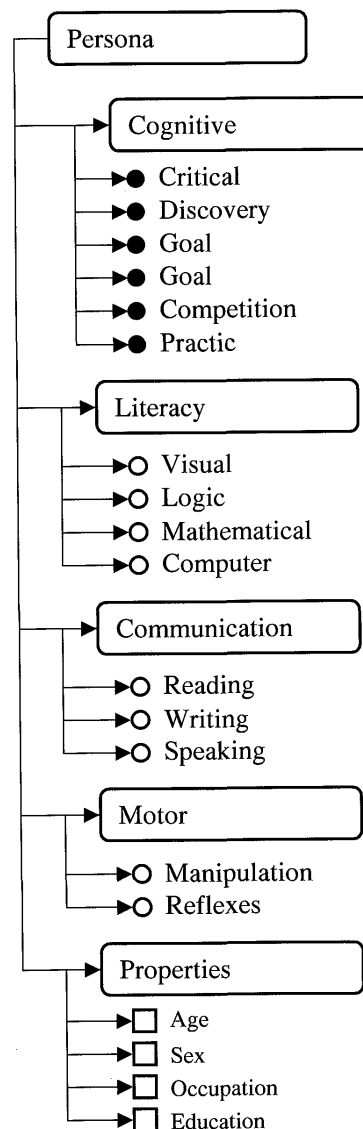 Persona
Cognitive
Critical
Discovery
Goal
Goal
Competition
Practic
Literacy
Visual
Logic
Mathematical
Computer
Communication
Reading
Writing
Speaking
Motor
Manipulation
Reflexes
Properties
Age
Sex
Occupation
Education